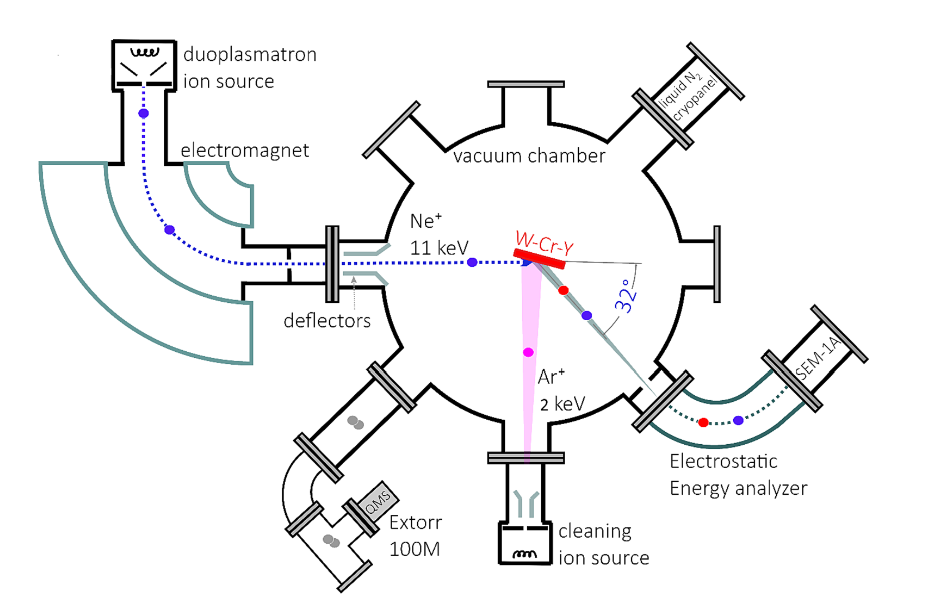 duoplasmatron
ion source
electromagnet
vacuum chamber
liquid N₂
cryopanel
Ne⁺
11 keV
W-Cr-Y
32°
deflectors
Ar⁺
2 keV
SEM-1A
Electrostatic
Energy analyzer
QMS
Extorr
100M
cleaning
ion source